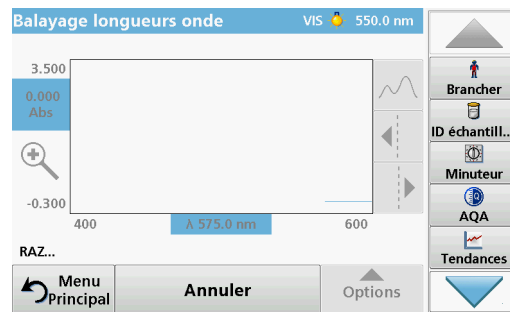 Balayage longueurs onde VIS 550.0 nm
3.500
0.000
Abs
-0.300
400 λ 575.0 nm 600
RAZ...
Menu
Principal
Annuler
Options
Brancher
ID échantill..
Minuteur
AQA
Tendances